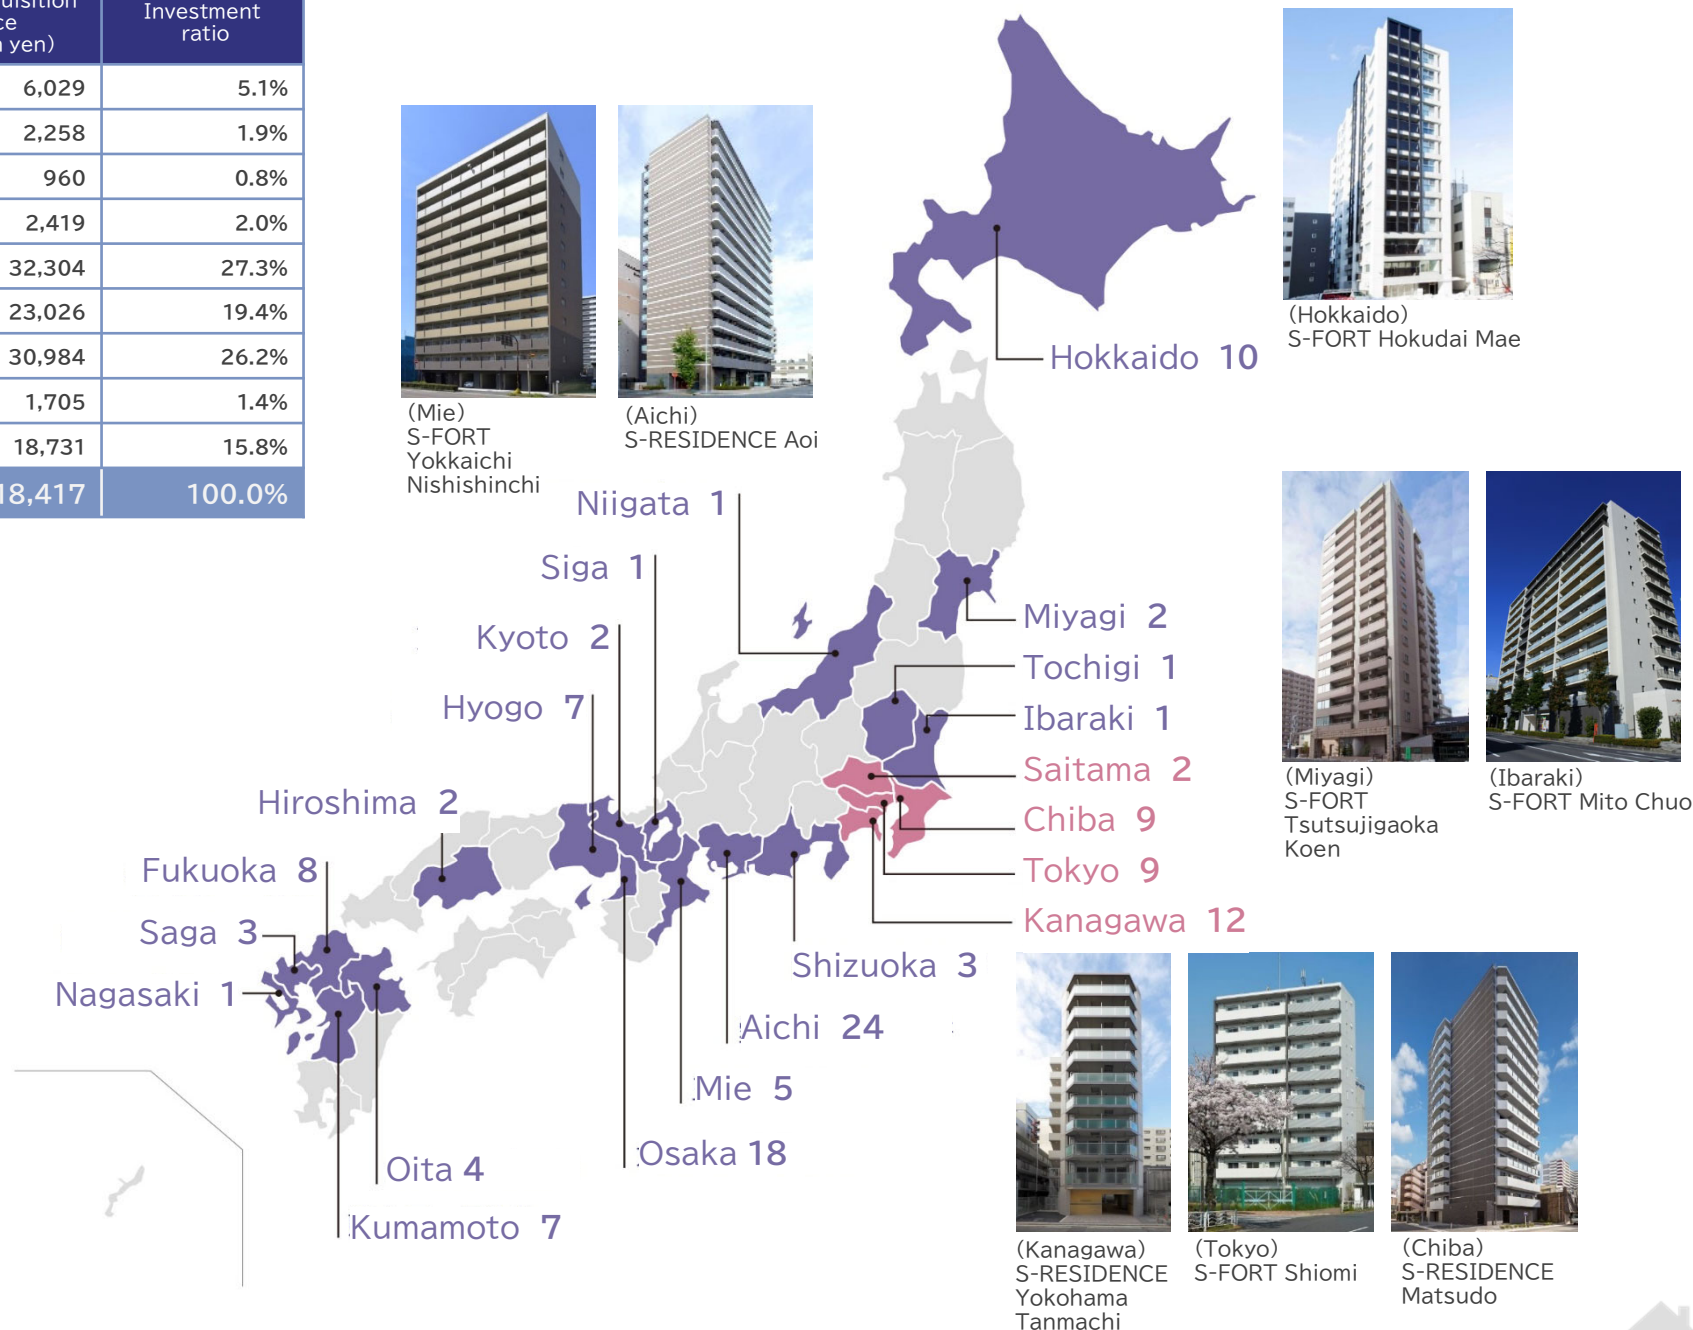 Investment
ratio
yen)
6,029 5.1%
2,258 1.9%
960 0.8%
2,419 2.0%
32,304 27.3%
23,026 19.4%
30,984 26.2%
1,705 1.4%
18,731 15.8%
18,417 100.0%
(Mie)
S-FORT
Yokkaichi
Nishishinchi
(Aichi)
S-RESIDENCE Aoi
(Hokkaido)
S-FORT Hokudai Mae
Hokkaido 10
Niigata 1
Siga 1
Kyoto 2
Hyogo 7
Hiroshima 2
Fukuoka 8
Saga 3
Nagasaki 1
Miyagi 2
Tochigi 1
Ibaraki 1
Saitama 2
Chiba 9
Tokyo 9
Kanagawa 12
Shizuoka 3
Aichi 24
Mie 5
Osaka 18
Oita 4
Kumamoto 7
(Miyagi)
S-FORT
Tsutsujigaoka
Koen
(Ibaraki)
S-FORT Mito Chuo
(Kanagawa)
S-RESIDENCE
Yokohama
Tanmachi
(Tokyo)
S-FORT Shiomi
(Chiba)
S-RESIDENCE
Matsudo